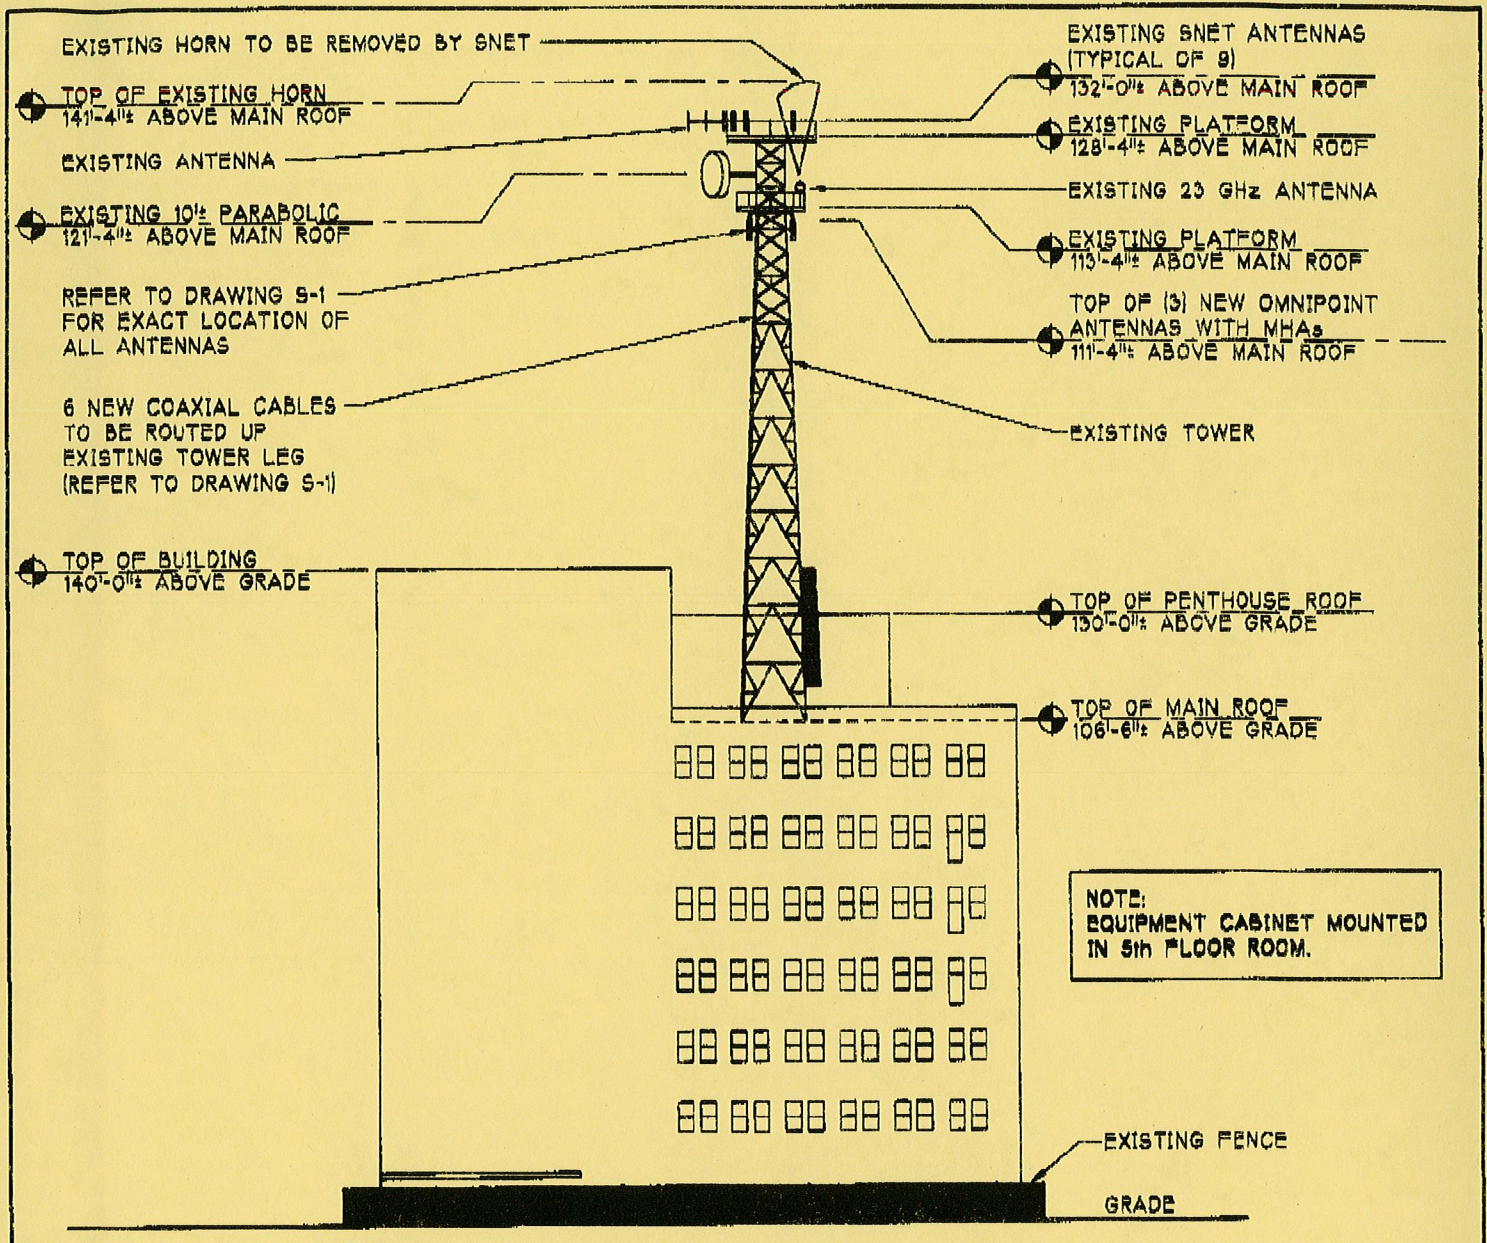 EXISTING HORN TO BE REMOVED BY SNET
TOP OF EXISTING HORN
141'-4"± ABOVE MAIN ROOF
EXISTING ANTENNA
EXISTING 10'± PARABOLIC
121'-4"± ABOVE MAIN ROOF
REFER TO DRAWING S-1
FOR EXACT LOCATION OF
ALL ANTENNAS
6 NEW COAXIAL CABLES
TO BE ROUTED UP
EXISTING TOWER LEG
(REFER TO DRAWING S-1)
TOP OF BUILDING
140'-0"± ABOVE GRADE
EXISTING SNET ANTENNAS
(TYPICAL OF 9)
132'-0"± ABOVE MAIN ROOF
EXISTING PLATFORM
128'-4"± ABOVE MAIN ROOF
EXISTING 23 GHz ANTENNA
EXISTING PLATFORM
113'-4"± ABOVE MAIN ROOF
TOP OF (3) NEW OMNIPOINT
ANTENNAS WITH MHAs
111'-4"± ABOVE MAIN ROOF
EXISTING TOWER
TOP OF PENTHOUSE ROOF
130'-0"± ABOVE GRADE
TOP OF MAIN ROOF
106'-6"± ABOVE GRADE
NOTE:
EQUIPMENT CABINET MOUNTED
IN 5th FLOOR ROOM.
EXISTING FENCE
GRADE